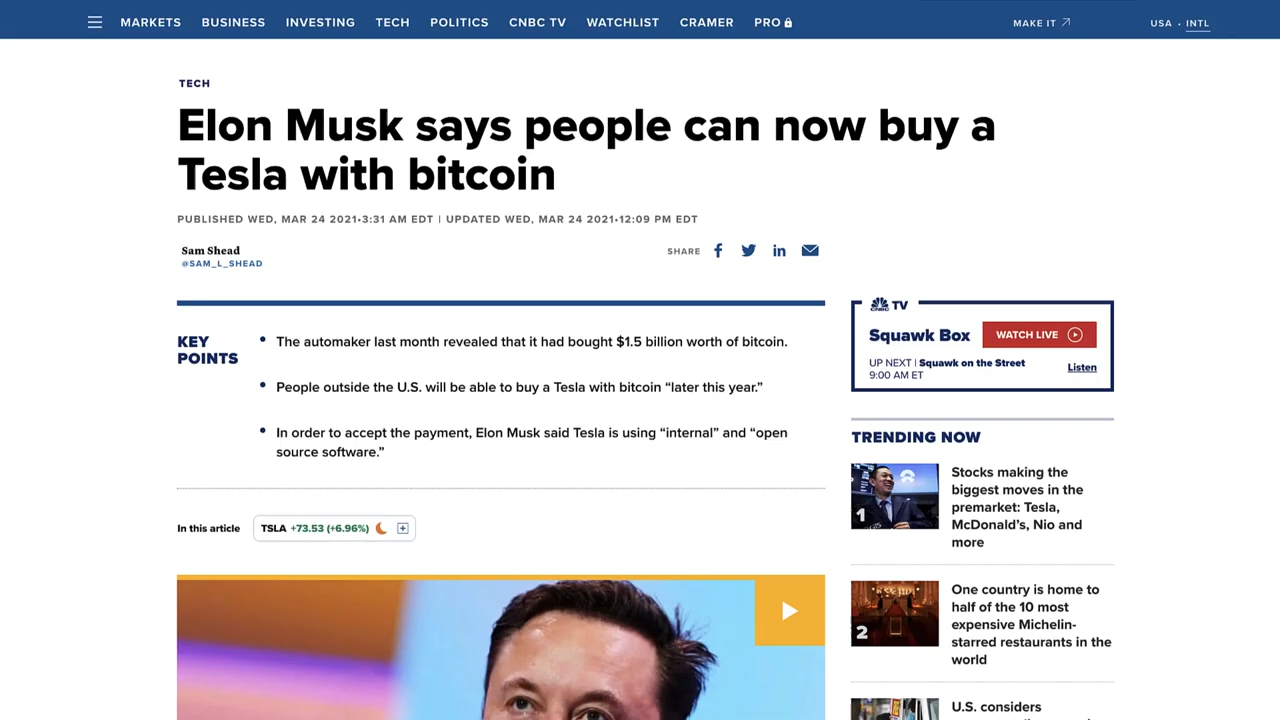 MARKETS BUSINESS INVESTING TECH POLITICS CNBC TV WATCHLIST CRAMER PRO MAKE IT USA · INTL
TECH
Elon Musk says people can now buy a
Tesla with bitcoin
PUBLISHED WED, MAR 24 2021•3:31 AM EDT | UPDATED WED, MAR 24 2021•12:09 PM EDT
Sam Shead
@SAM_L_SHEAD
SHARE
KEY
POINTS
• The automaker last month revealed that it had bought $1.5 billion worth of bitcoin.
• People outside the U.S. will be able to buy a Tesla with bitcoin “later this year.”
• In order to accept the payment, Elon Musk said Tesla is using “internal” and “open
source software.”
In this article TSLA +73.53 (+6.96%)
CNBC TV
Squawk Box WATCH LIVE
UP NEXT | Squawk on the Street
9:00 AM ET
Listen
TRENDING NOW
1
Stocks making the
biggest moves in the
premarket: Tesla,
McDonald’s, Nio and
more
2
One country is home to
half of the 10 most
expensive Michelin-
starred restaurants in the
world
U.S. considers